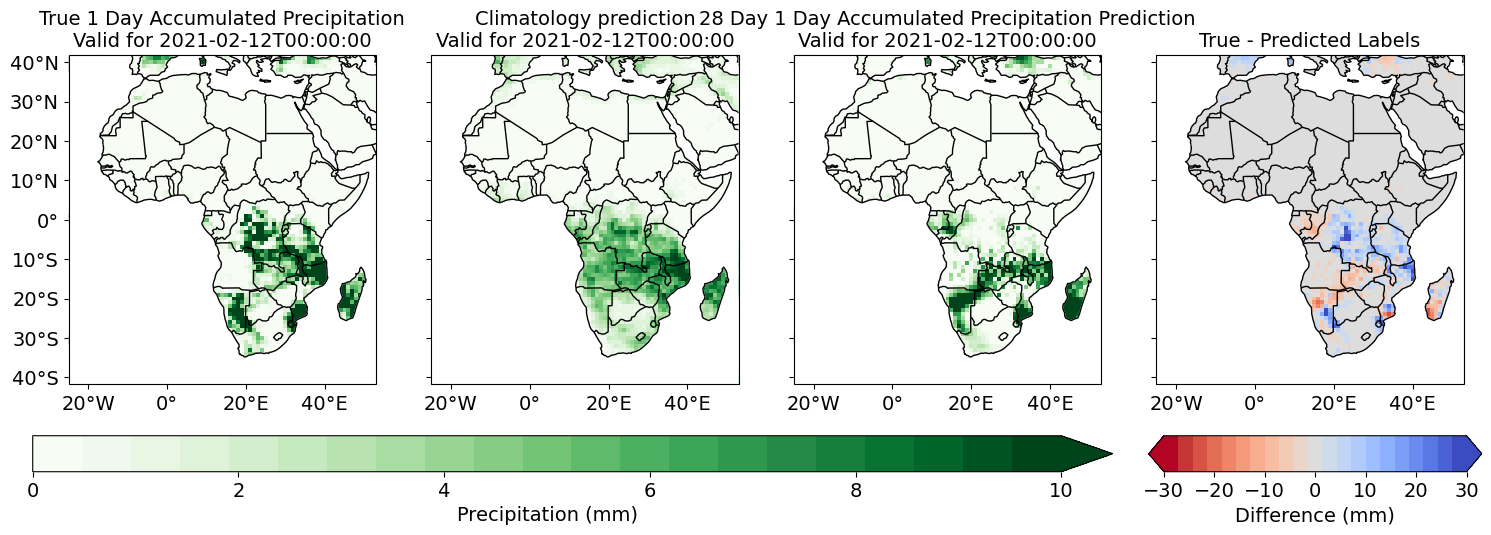 True 1 Day Accumulated Precipitation
Valid for 2021-02-12T00:00:00
Climatology prediction
Valid for 2021-02-12T00:00:00
28 Day 1 Day Accumulated Precipitation Prediction
Valid for 2021-02-12T00:00:00
True - Predicted Labels
40°N
30°N
20°N
10°N
0°
10°S
20°S
30°S
40°S
20°W 0° 20°E 40°E
20°W 0° 20°E 40°E
20°W 0° 20°E 40°E
20°W 0° 20°E 40°E
0 2 4 6 8 10
Precipitation (mm)
−30 −20 −10 0 10 20 30
Difference (mm)